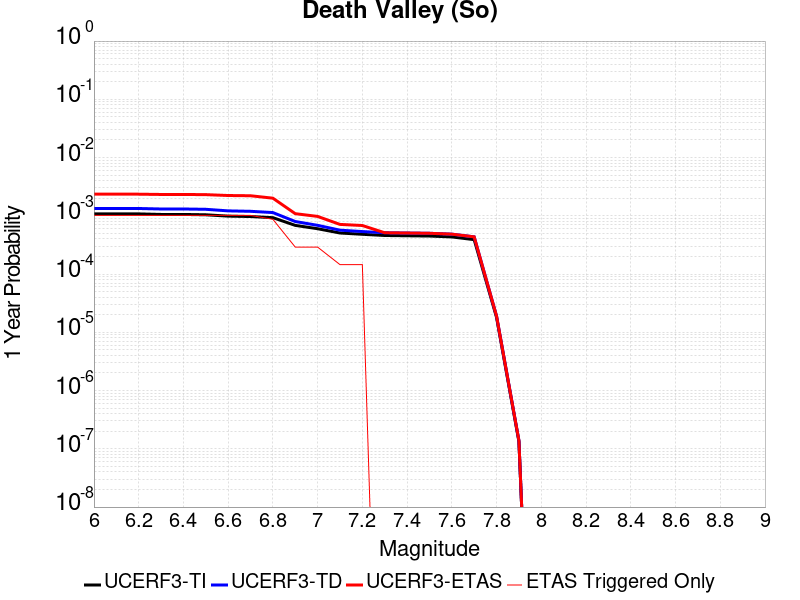 Death Valley (So)
1 Year Probability
10^0
10^-1
10^-2
10^-3
10^-4
10^-5
10^-6
10^-7
10^-8
6 6.2 6.4 6.6 6.8 7 7.2 7.4 7.6 7.8 8 8.2 8.4 8.6 8.8 9
Magnitude
UCERF3-TI UCERF3-TD UCERF3-ETAS ETAS Triggered Only